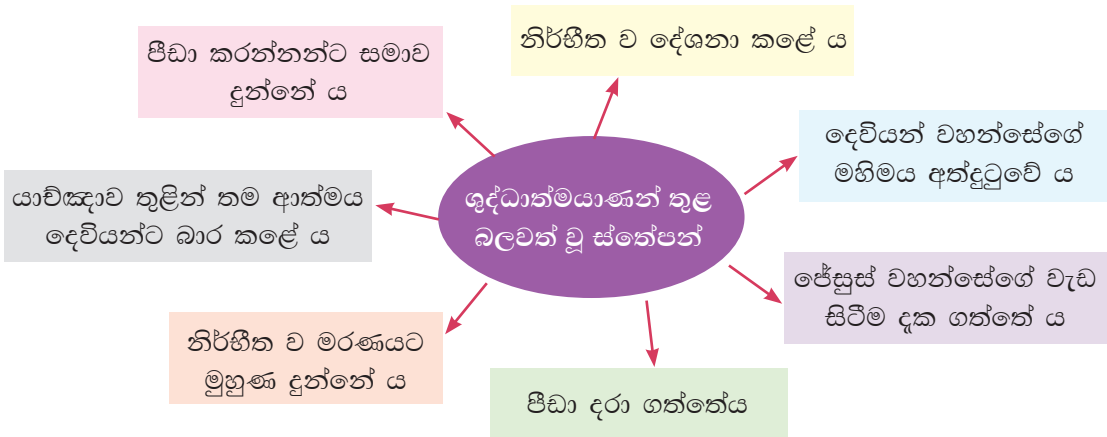 නිර්භීත ව දේශනා කළේ ය
පීඩා කරන්නන්ට සමාව
දුන්නේ ය
දෙවියන් වහන්සේගේ
මහිමය අත්දුටුවේ ය
යාච්ඤාව තුළින් තම ආත්මය
දෙවියන්ට බාර කළේ ය
ශුද්ධාත්මයාණන් තුළ
බලවත් වූ ස්තේපන්
ජේසුස් වහන්සේගේ වැඩ
සිටීම දැක ගත්තේ ය
නිර්භීත ව මරණයට
මුහුණ දුන්නේ ය
පීඩා දරා ගත්තේය